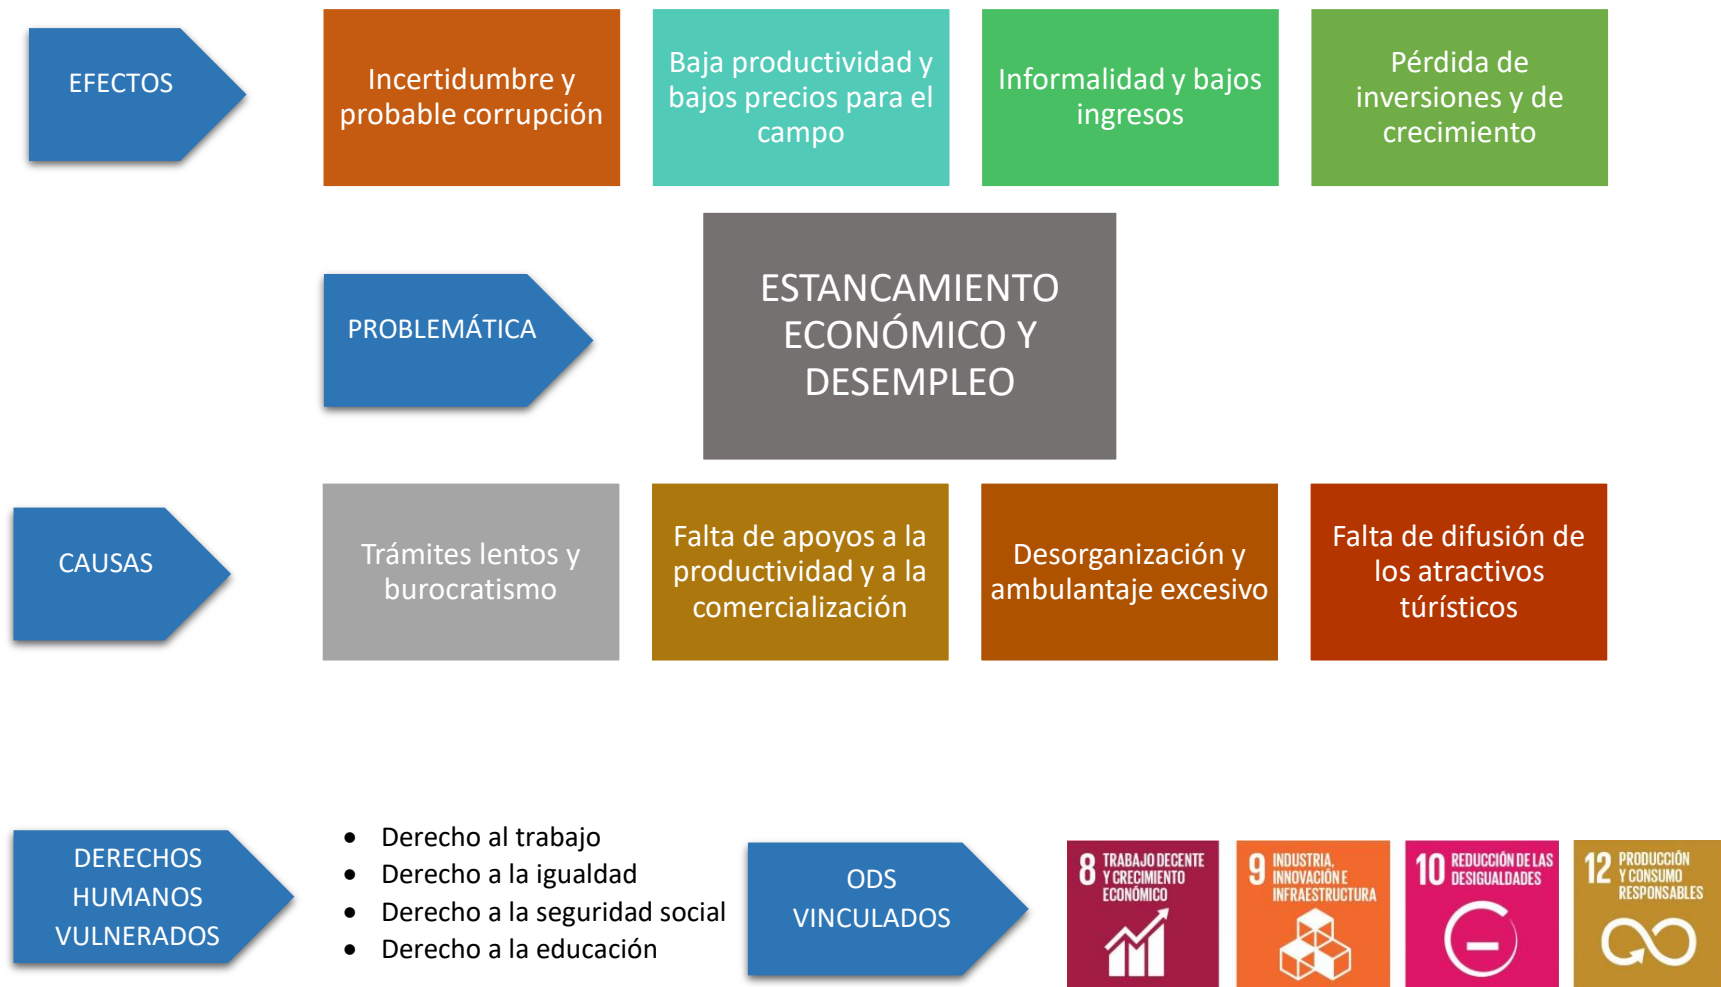 EFECTOS
Incertidumbre y
probable corrupción
Baja productividad y
bajos precios para el
campo
Informalidad y bajos
ingresos
Pérdida de
inversiones y de
crecimiento
PROBLEMÁTICA
ESTANCAMIENTO
ECONÓMICO Y
DESEMPLEO
CAUSAS
Trámites lentos y
burocratismo
Falta de apoyos a la
productividad y a la
comercialización
Desorganización y
ambulantaje excesivo
Falta de difusión de
los atractivos
túrísticos
DERECHOS
HUMANOS
VULNERADOS
• Derecho al trabajo
• Derecho a la igualdad
• Derecho a la seguridad social
• Derecho a la educación
ODS
VINCULADOS
8 TRABAJO DECENTE
Y CRECIMIENTO
ECONÓMICO
9 INDUSTRIA,
INNOVACIÓN E
INFRAESTRUCTURA
10 REDUCCIÓN DE LAS
DESIGUALDADES
12 PRODUCCIÓN
Y CONSUMO
RESPONSABLES